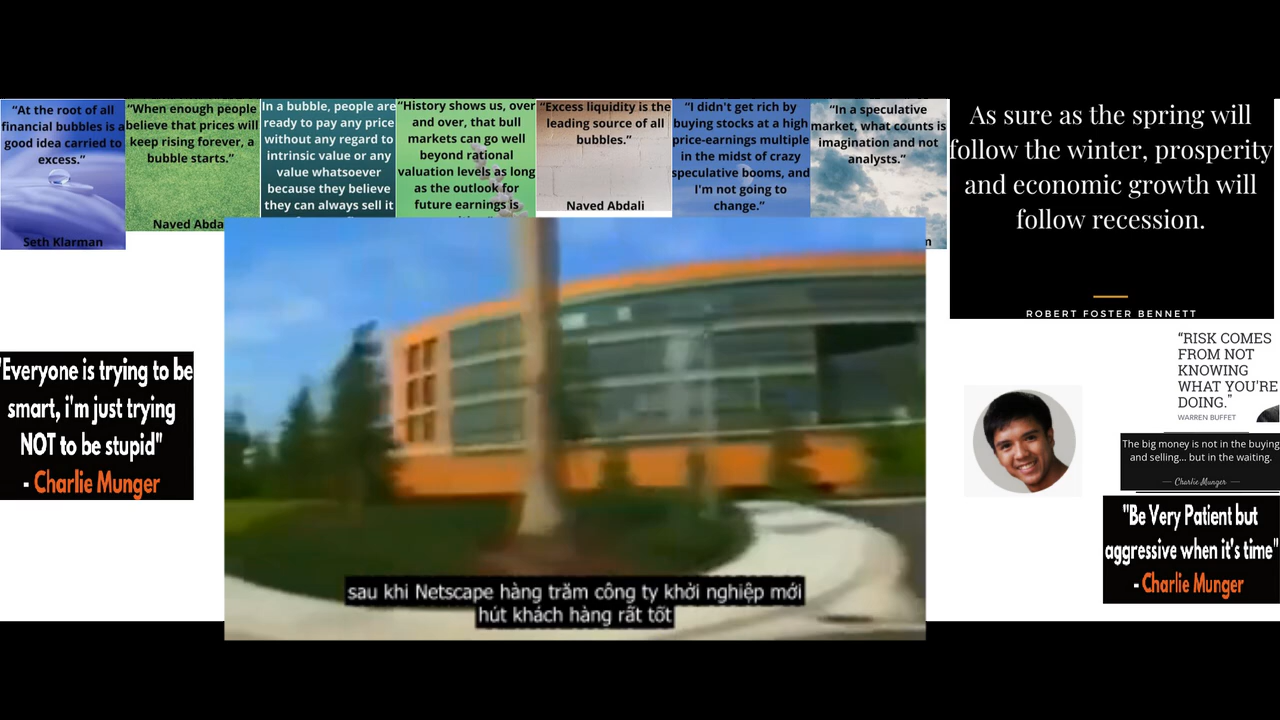 “At the root of all
financial bubbles is a
good idea carried to
excess.”
Seth Klarman
“When enough people
believe that prices will
keep rising forever, a
bubble starts.”
Naved Abda
In a bubble, people are
ready to pay any price
without any regard to
intrinsic value or any
value whatsoever
because they believe
they can always sell it
“History shows us, over
and over, that bull
markets can go well
beyond rational
valuation levels as long
as the outlook for
future earnings is
“Excess liquidity is the
leading source of all
bubbles.”
Naved Abdali
“I didn't get rich by
buying stocks at a high
price-earnings multiple
in the midst of crazy
speculative booms, and
I'm not going to
change.”
“In a speculative
market, what counts is
imagination and not
analysts.”
As sure as the spring will
follow the winter, prosperity
and economic growth will
follow recession.
ROBERT FOSTER BENNETT
"Everyone is trying to be
smart, i'm just trying
NOT to be stupid"
- Charlie Munger
“RISK COMES
FROM NOT
KNOWING
WHAT YOU'RE
DOING.”
WARREN BUFFET
The big money is not in the buying
and selling... but in the waiting.
— Charlie Munger —
"Be Very Patient but
aggressive when it's time"
- Charlie Munger
sau khi Netscape hàng trăm công ty khởi nghiệp mới
hút khách hàng rất tốt